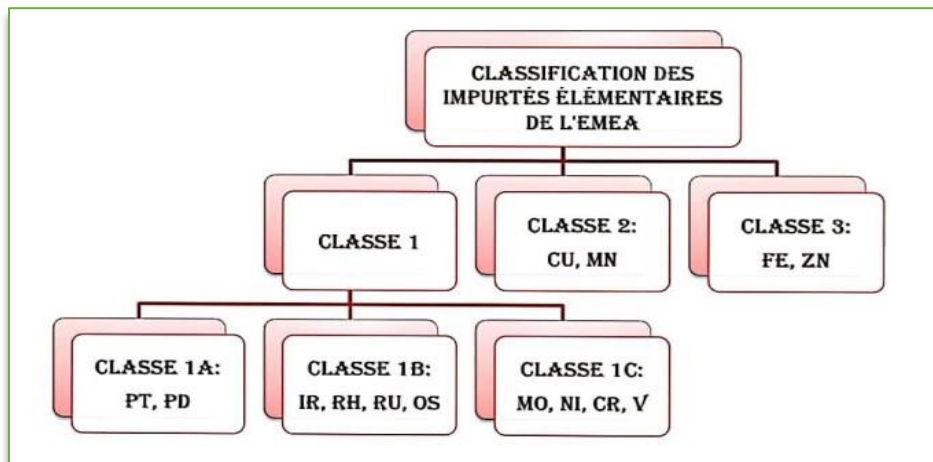 CLASSIFICATION DES
IMPURTÉS ÉLÉMENTAIRES
DE L'EMEA
CLASSE 1
CLASSE 2:
CU, MN
CLASSE 3:
FE, ZN
CLASSE 1A:
PT, PD
CLASSE 1B:
IR, RH, RU, OS
CLASSE 1C:
MO, NI, CR, V